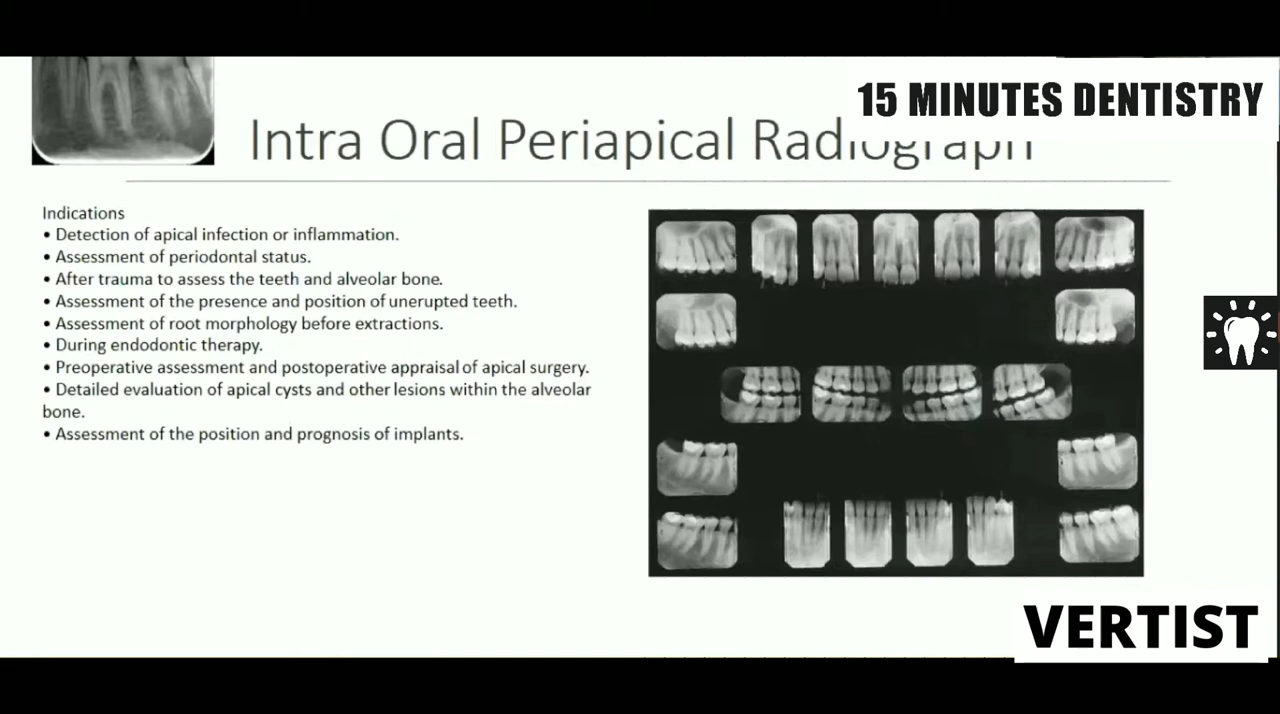 15 MINUTES DENTISTRY
Intra Oral Periapical Radiograph
Indications
• Detection of apical infection or inflammation.
• Assessment of periodontal status.
• After trauma to assess the teeth and alveolar bone.
• Assessment of the presence and position of unerupted teeth.
• Assessment of root morphology before extractions.
• During endodontic therapy.
• Preoperative assessment and postoperative appraisal of apical surgery.
• Detailed evaluation of apical cysts and other lesions within the alveolar
bone.
• Assessment of the position and prognosis of implants.
VERTIST